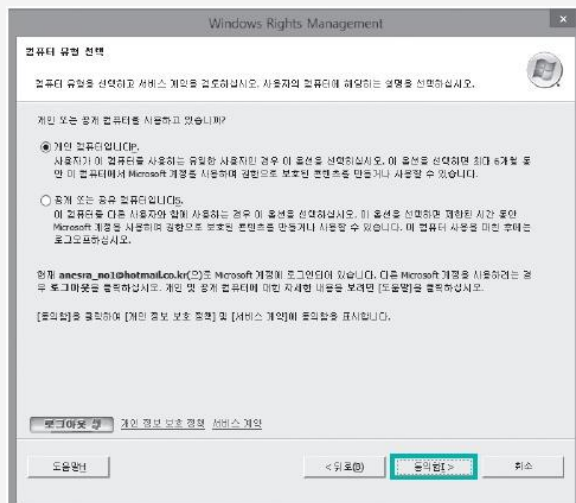 Windows Rights Management
컴퓨터 유형 선택
컴퓨터 유형을 선택하고 서비스 계약을 검토하십시오. 사용자의 컴퓨터에 해당하는 설명을 선택하십시오.
개인 또는 공개 컴퓨터를 사용하고 있습니까?
개인 컴퓨터입니다P.
사용자가 이 컴퓨터를 사용하는 유일한 사용자인 경우 이 옵션을 선택하십시오. 이 옵션을 선택하면 최대 6개월 동
안 이 컴퓨터에서 Microsoft 계정을 사용하여 권한으로 보호된 콘텐츠를 만들거나 사용할 수 있습니다.
공개 또는 공유 컴퓨터입니다S.
이 컴퓨터를 다른 사용자와 함께 사용하는 경우 이 옵션을 선택하십시오. 이 옵션을 선택하면 제한된 시간 동안
Microsoft 계정을 사용하여 권한으로 보호된 콘텐츠를 만들거나 사용할 수 있습니다. 이 컴퓨터 사용을 마친 후에는
로그오프하십시오.
현재 anesra_no1@hotmail.co.kr(으)로 Microsoft 계정에 로그인되어 있습니다. 다른 Microsoft 계정을 사용하려는 경
우 로그아웃을 클릭하십시오. 개인 및 공개 컴퓨터에 대한 자세한 내용을 보려면 [도움말]을 클릭하십시오.
[동의함]을 클릭하여 [개인 정보 보호 정책] 및 [서비스 계약]에 동의함을 표시합니다.
로그아웃 개인 정보 보호 정책 서비스 계약
도움말H <뒤로(B) 동의함I > 취소